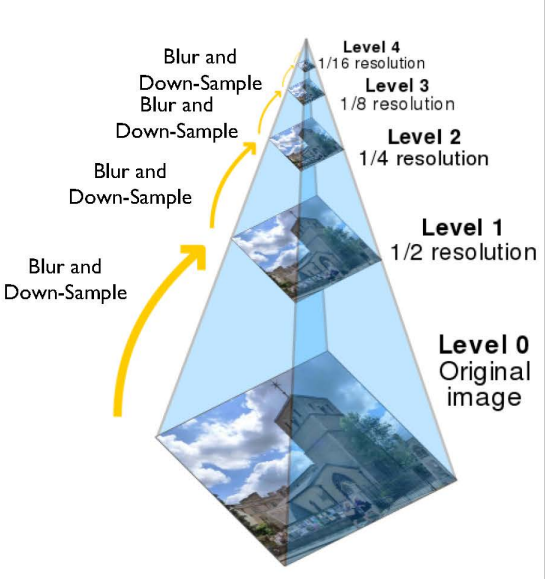 Level 4
1/16 resolution
Blur and
Down-Sample
Level 3
1/8 resolution
Blur and
Down-Sample
Level 2
1/4 resolution
Blur and
Down-Sample
Level 1
1/2 resolution
Blur and
Down-Sample
Level 0
Original
image